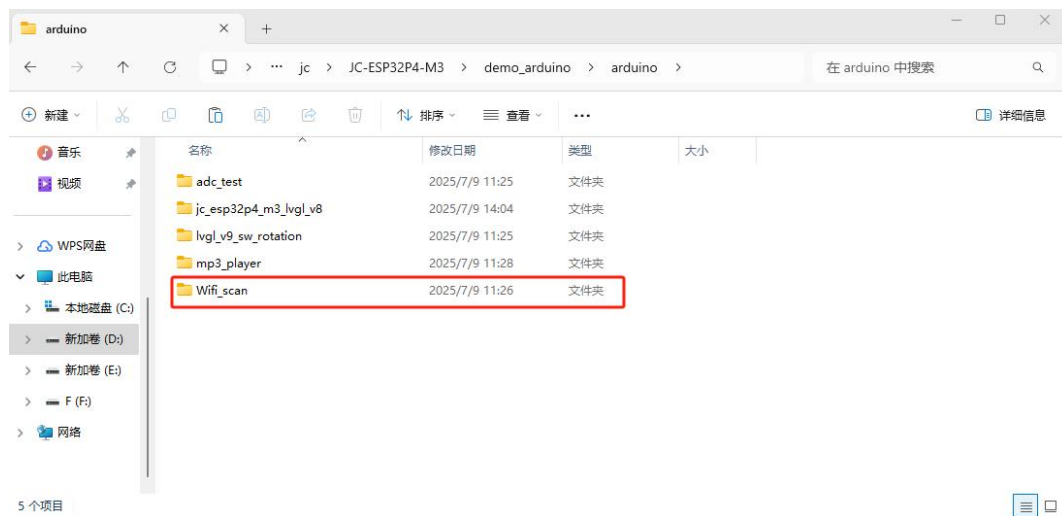 arduino
… jc > JC-ESP32P4-M3 > demo_arduino > arduino >
在 arduino 中搜索
新建
排序
查看
...
详细信息
音乐
视频
WPS网盘
此电脑
本地磁盘 (C:)
新加卷 (D:)
新加卷 (E:)
F (F:)
网络
名称 修改日期 类型 大小
adc_test 2025/7/9 11:25 文件夹
jc_esp32p4_m3_lvgl_v8 2025/7/9 14:04 文件夹
lvgl_v9_sw_rotation 2025/7/9 11:25 文件夹
mp3_player 2025/7/9 11:28 文件夹
Wifi_scan 2025/7/9 11:26 文件夹
5 个项目